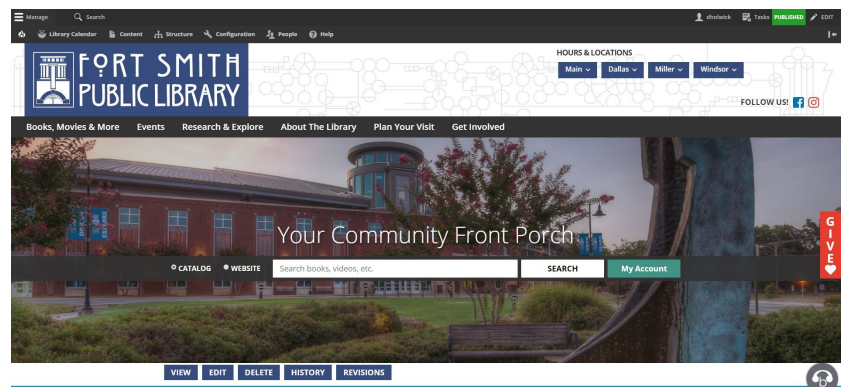 Manage Search dholwick Tasks PUBLISHED EDIT
Library Calendar Content Structure Configuration People Help
FORT SMITH
PUBLIC LIBRARY
HOURS & LOCATIONS
Main Dallas Miller Windsor
FOLLOW US!
Books, Movies & More Events Research & Explore About The Library Plan Your Visit Get Involved
Your Community Front Porch
GIVE
CATALOG WEBSITE Search books, videos, etc. SEARCH My Account
VIEW EDIT DELETE HISTORY REVISIONS